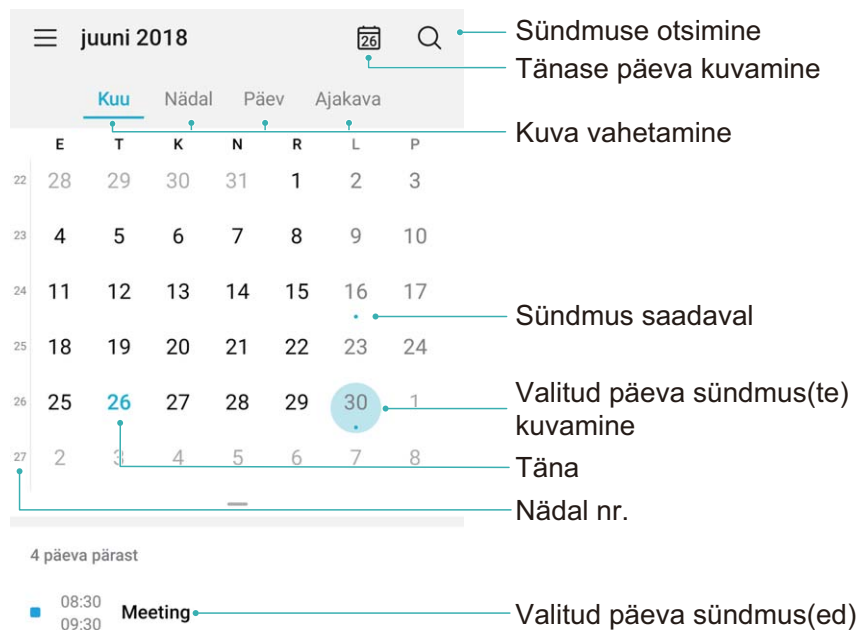 juuni 2018 26
Sündmuse otsimine
Tänase päeva kuvamine
Kuu Nädal Päev Ajakava
Kuva vahetamine
E T K N R L P
22 28 29 30 31 1 2 3
23 4 5 6 7 8 9 10
24 11 12 13 14 15 16 17
Sündmus saadaval
25 18 19 20 21 22 23 24
26 25 26 27 28 29 30 1
Valitud päeva sündmus(te)
kuvamine
27 2 3 4 5 6 7 8
Täna
Nädal nr.
4 päeva pärast
08:30
Meeting
09:30
Valitud päeva sündmus(ed)